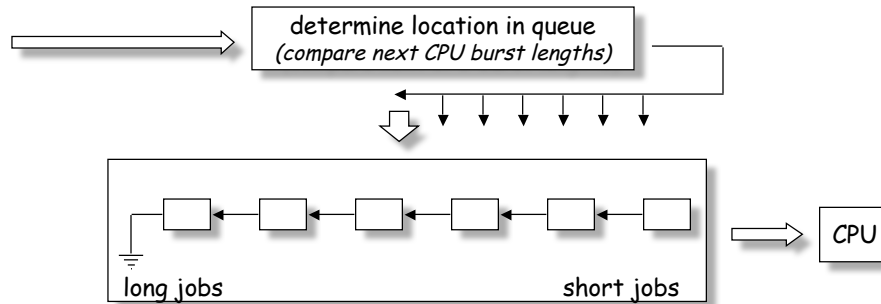 determine location in queue
(compare next CPU burst lengths)
CPU
long jobs
short jobs